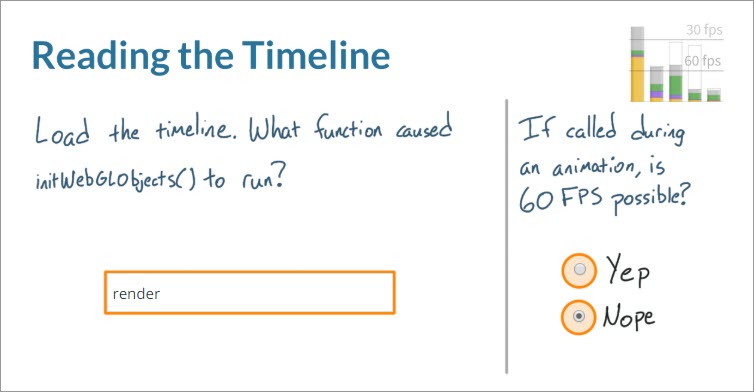 Reading the Timeline
30 fps
60 fps
Load the timeline. What function caused
initWebGLObjects() to run?
render
If called during
an animation, is
60 FPS possible?
Yep
Nope